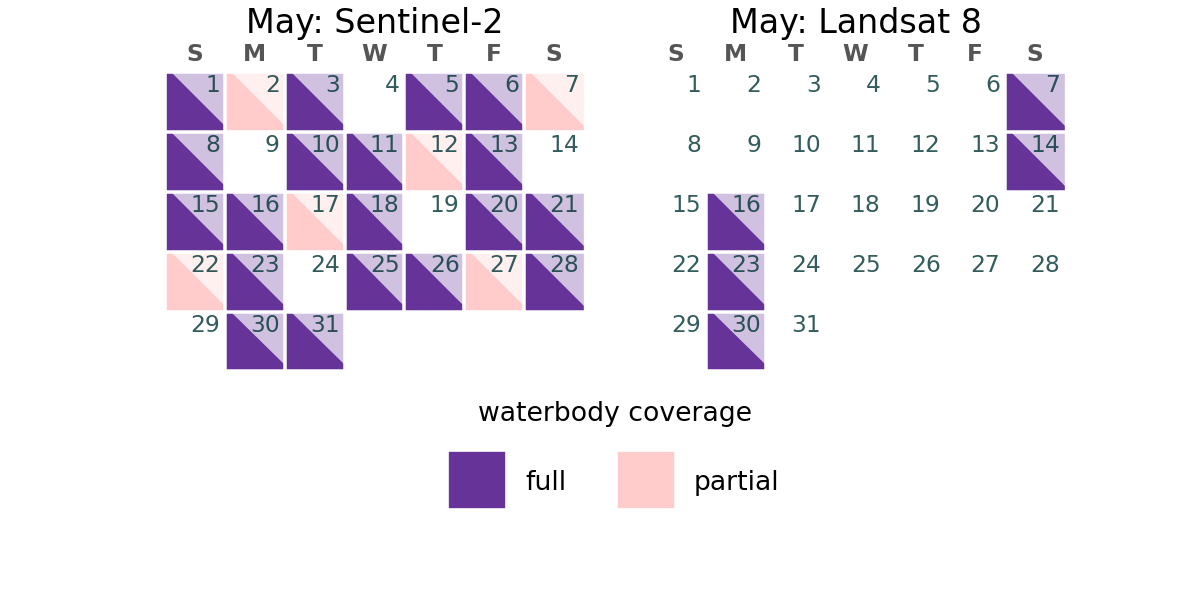 May: Sentinel-2
S M T W T F S
1 2 3 4 5 6 7
8 9 10 11 12 13 14
15 16 17 18 19 20 21
22 23 24 25 26 27 28
29 30 31
May: Landsat 8
S M T W T F S
1 2 3 4 5 6 7
8 9 10 11 12 13 14
15 16 17 18 19 20 21
22 23 24 25 26 27 28
29 30 31
waterbody coverage
full
partial